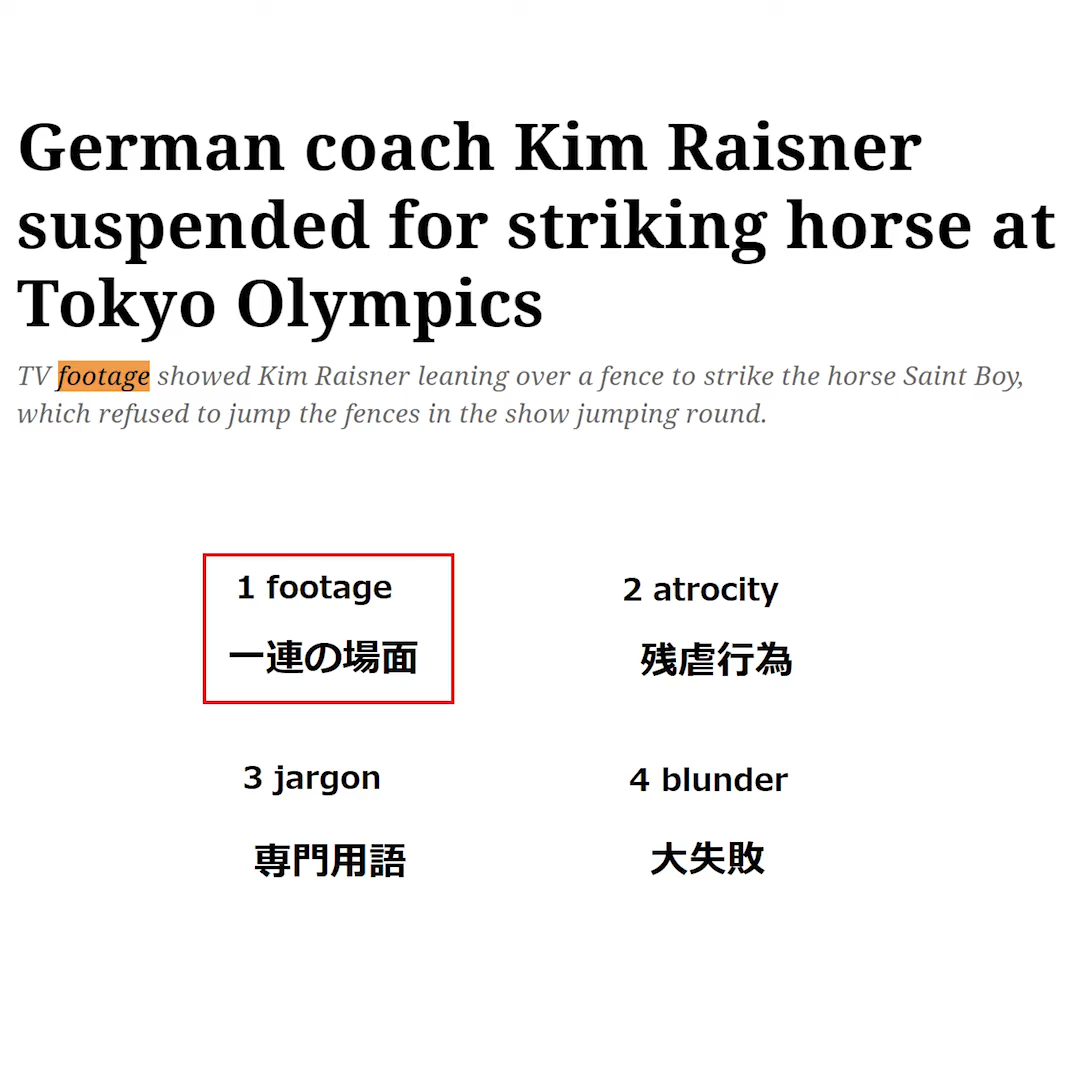 German coach Kim Raisner
suspended for striking horse at
Tokyo Olympics
TV footage showed Kim Raisner leaning over a fence to strike the horse Saint Boy,
which refused to jump the fences in the show jumping round.
1 footage
一連の場面
2 atrocity
残虐行為
3 jargon
専門用語
4 blunder
大失敗